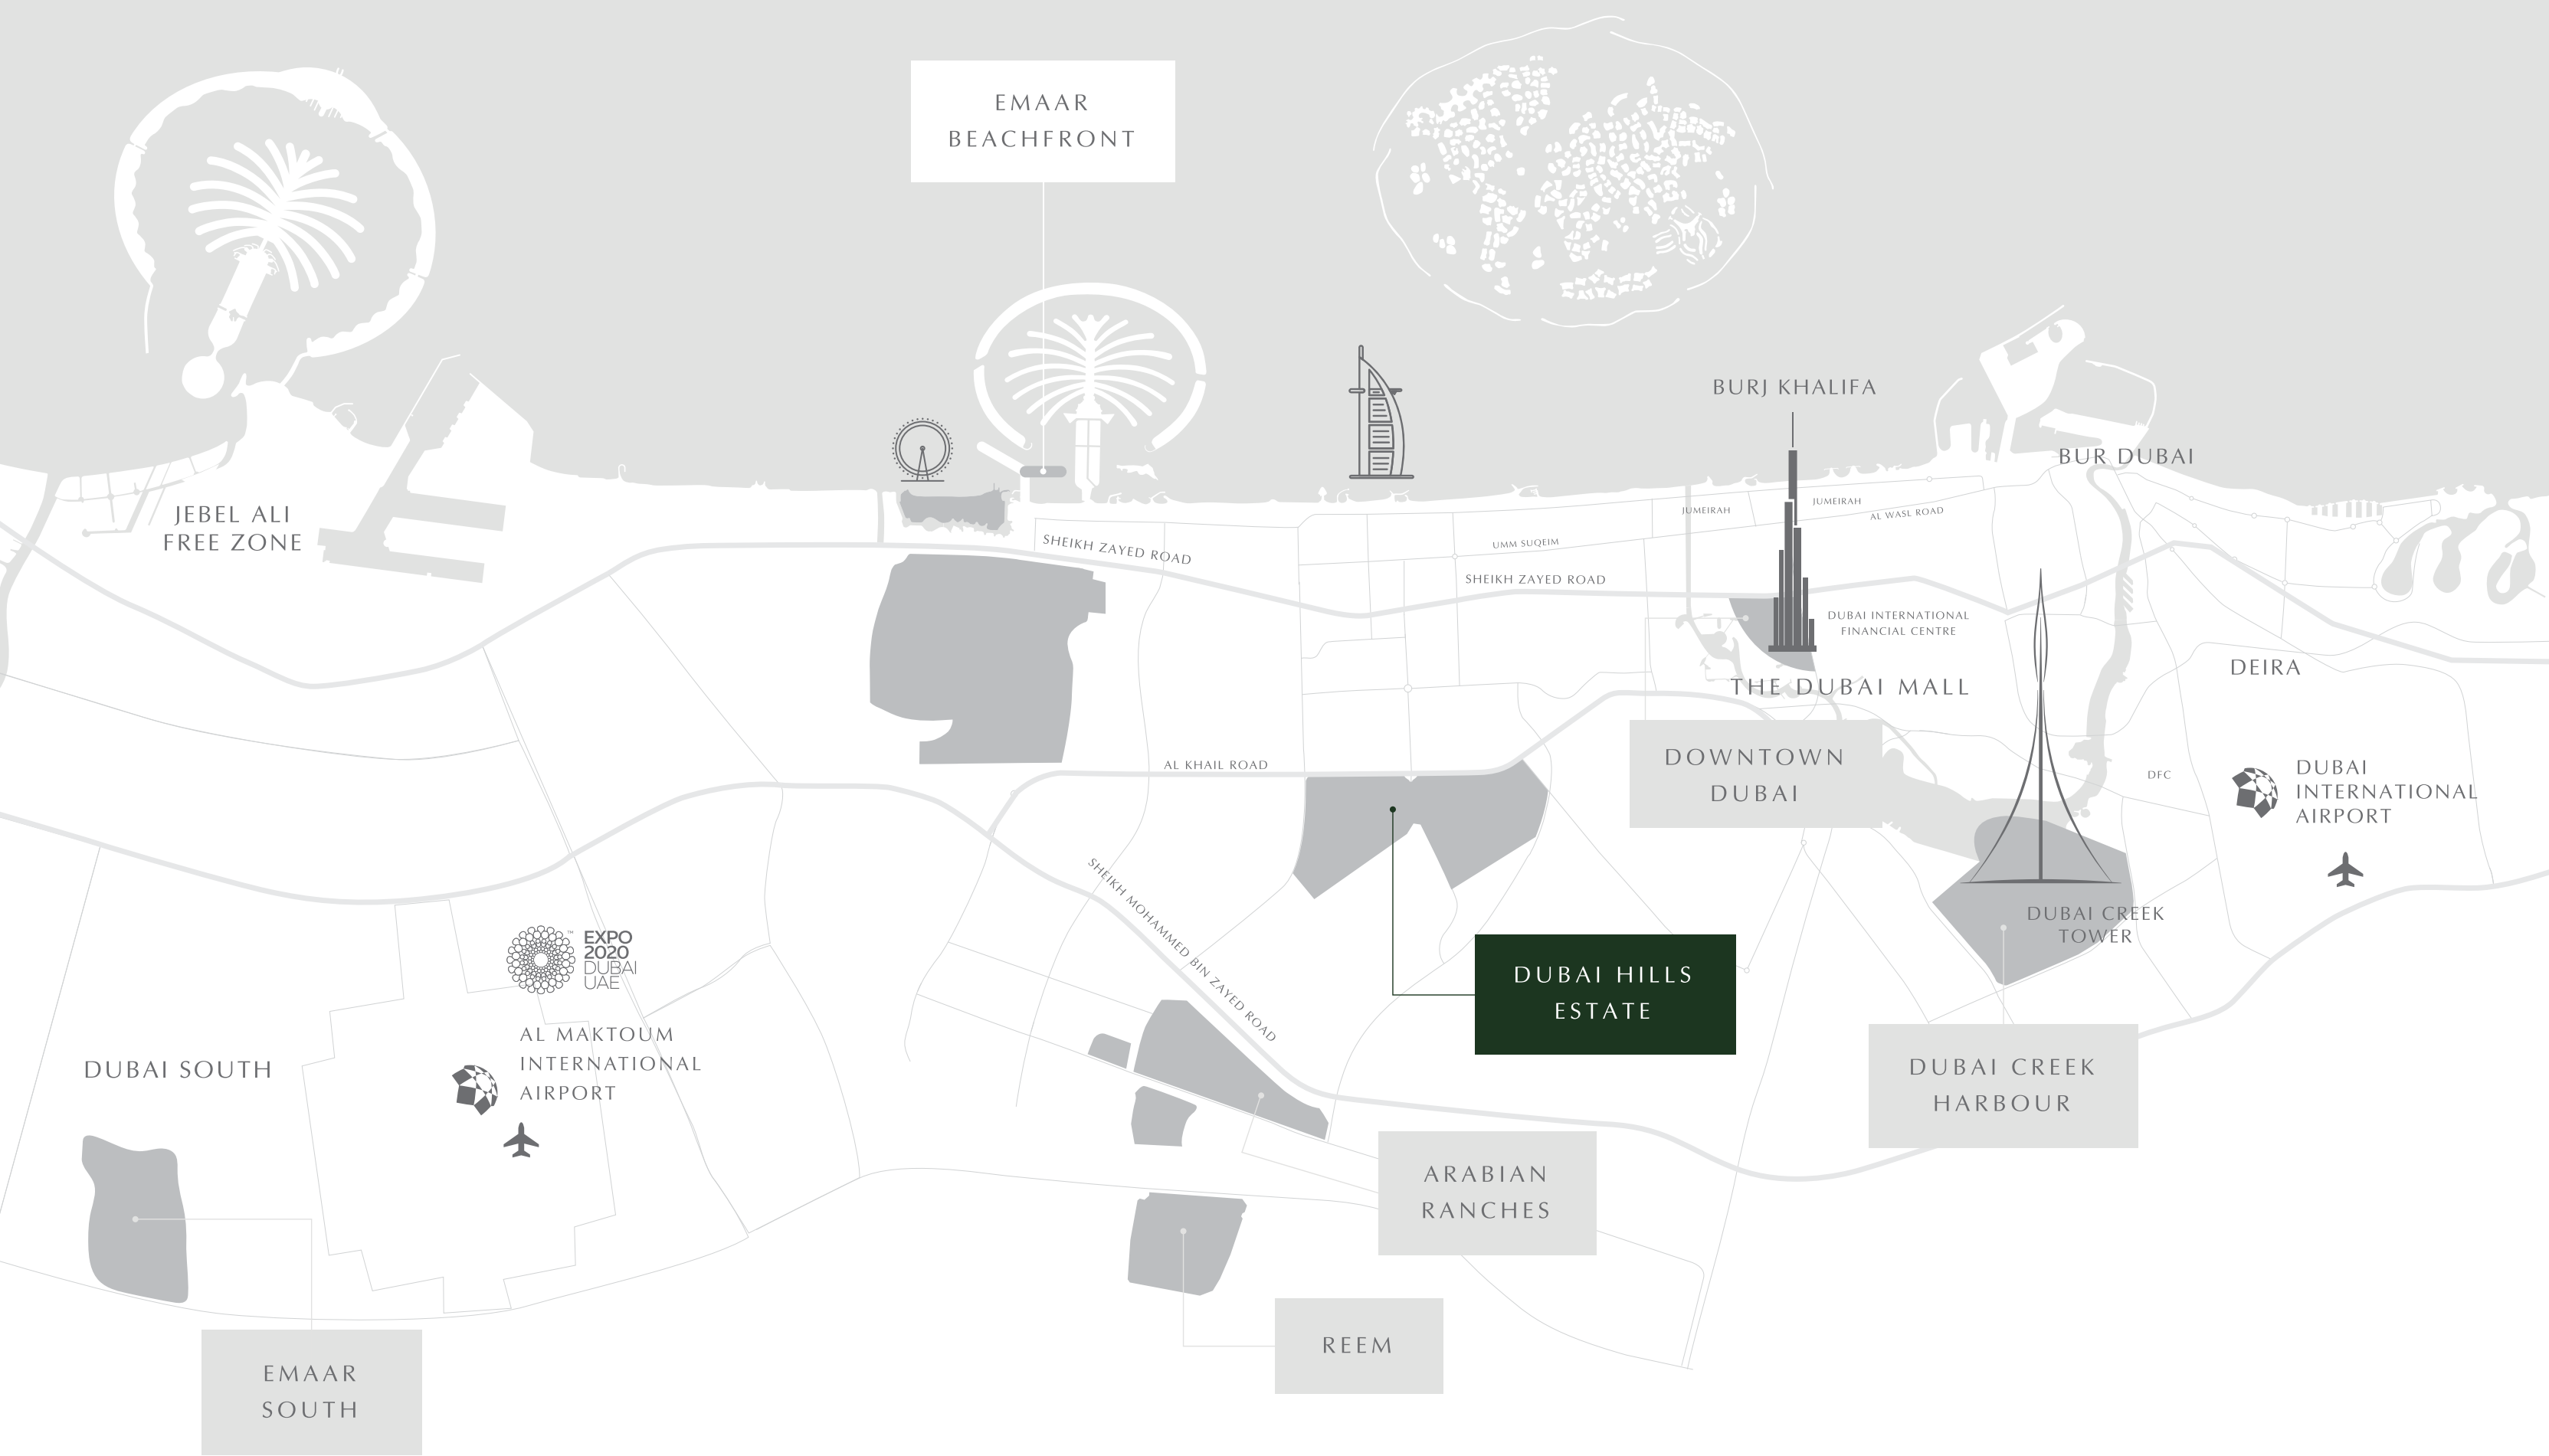 EMAAR
BEACHFRONT
BURJ KHALIFA
BUR DUBAI
JEBEL ALI
FREE ZONE
SHEIKH ZAYED ROAD
JUMEIRAH
JUMEIRAH
AL WASL ROAD
UMM SUQEIM
SHEIKH ZAYED ROAD
DUBAI INTERNATIONAL
FINANCIAL CENTRE
THE DUBAI MALL
DEIRA
DOWNTOWN
DUBAI
AL KHAIL ROAD
DFC
DUBAI
INTERNATIONAL
AIRPORT
SHEIKH MOHAMMED BIN ZAYED ROAD
DUBAI CREEK
TOWER
EXPO
2020
DUBAI
UAE
™
DUBAI HILLS
ESTATE
AL MAKTOUM
INTERNATIONAL
AIRPORT
DUBAI SOUTH
DUBAI CREEK
HARBOUR
ARABIAN
RANCHES
REEM
EMAAR
SOUTH